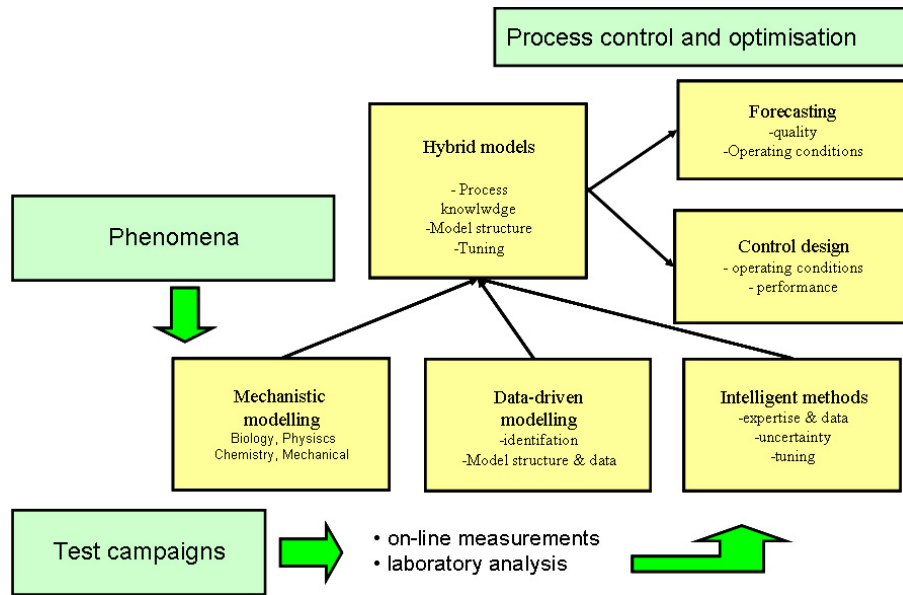 Process control and optimisation
Forecasting
-quality
-Operating conditions
Hybrid models
- Process
knowlwdge
-Model structure
-Tuning
Phenomena
Control design
- operating conditions
- performance
Mechanistic
modelling
Biology, Physiscs
Chemistry, Mechanical
Data-driven
modelling
-identifation
-Model structure & data
Intelligent methods
-expertise & data
-uncertainty
-tuning
Test campaigns
• on-line measurements
• laboratory analysis